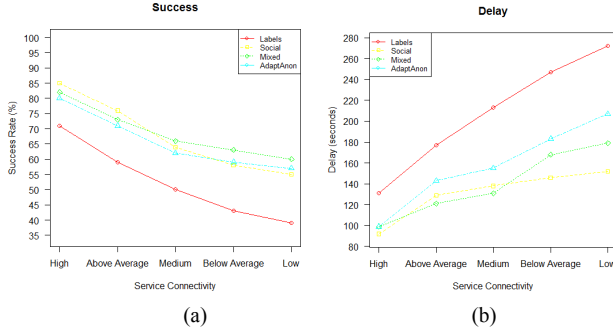 Success
Success Rate (%)
100
95
90
85
80
75
70
65
60
55
50
45
40
35
Labels
Social
Mixed
AdaptAnon
High
Above Average
Medium
Below Average
Low
Service Connectivity
(a)
Delay
Delay (seconds)
280
260
240
220
200
180
160
140
120
100
80
Labels
Social
Mixed
AdaptAnon
High
Above Average
Medium
Below Average
Low
Service Connectivity
(b)